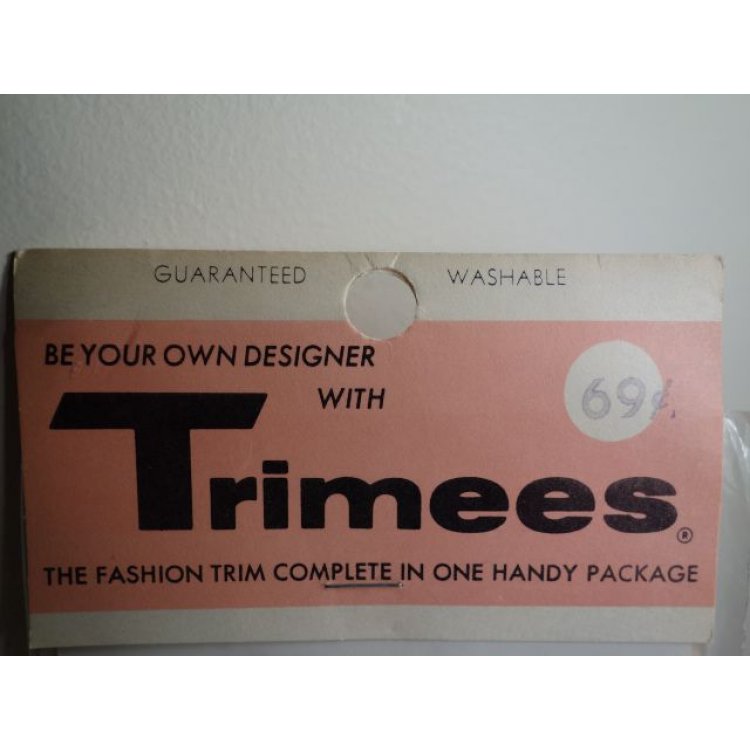 GUARANTEED WASHABLE
BE YOUR OWN DESIGNER
WITH
69¢
Trimees®
THE FASHION TRIM COMPLETE IN ONE HANDY PACKAGE